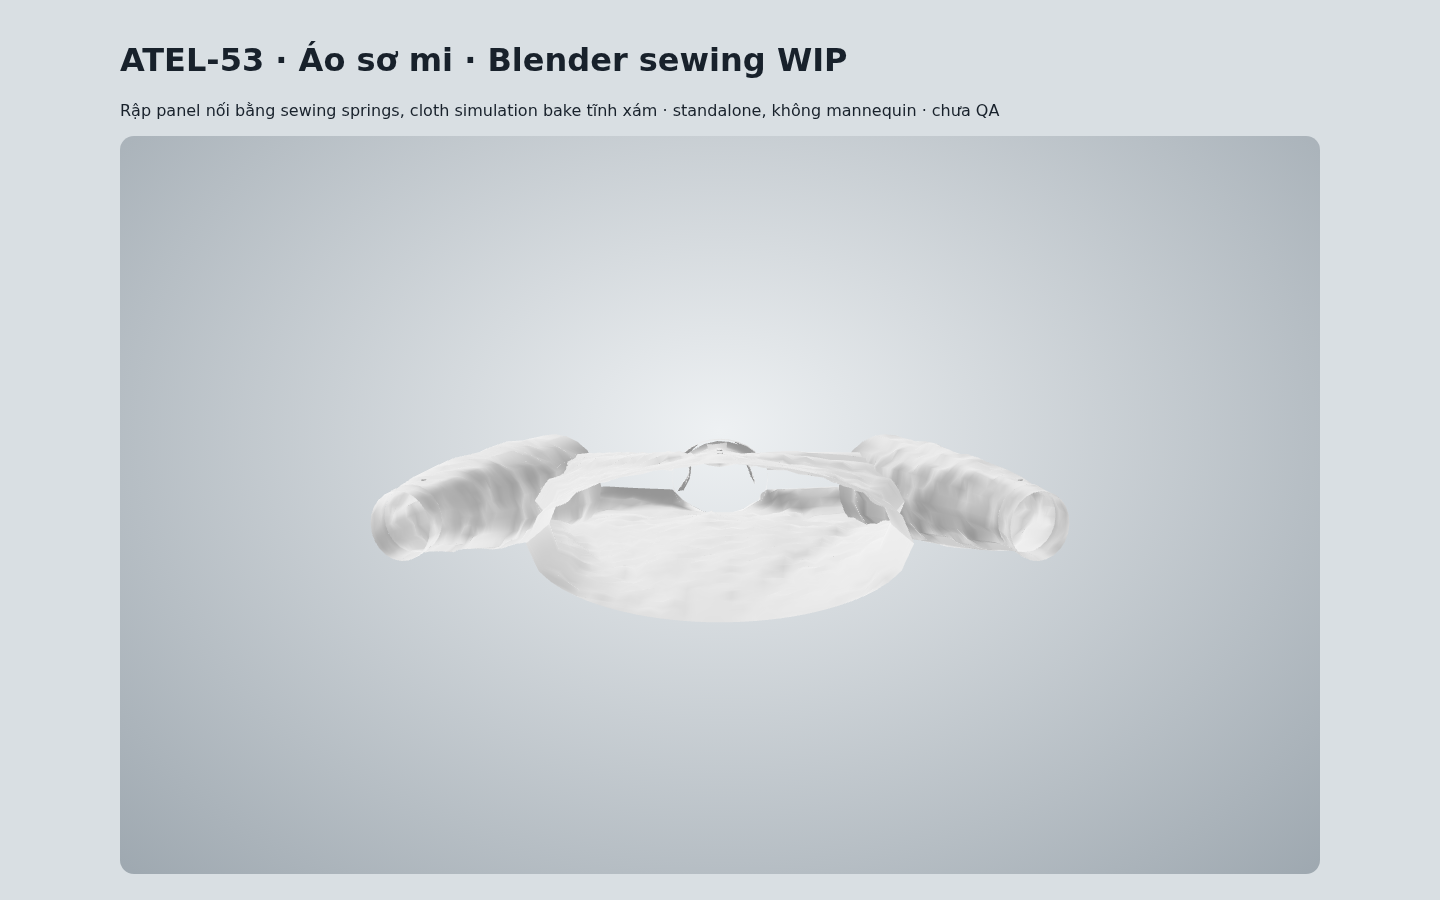 ATEL-53 · Áo sơ mi · Blender sewing WIP
Rập panel nối bằng sewing springs, cloth simulation bake tĩnh xám · standalone, không mannequin · chưa QA